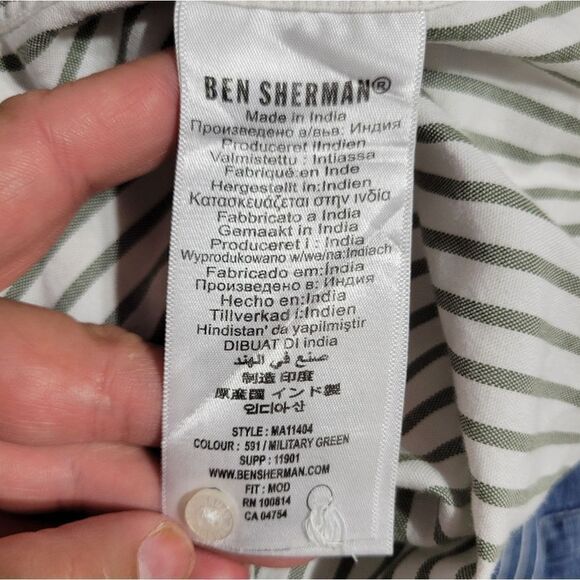 BEN SHERMAN®
Made in India
Произведено в/във: Индия
Produceret i:Indien
Valmistettu : Intiassa
Fabriqué:en Inde
Hergestellt in:Indien
Κατασκευάζεται στην Ινδία
Fabbricato a India
Gemaakt in:India
Produceret i : India
Wyprodukowano w/we/na:Indiach
Fabricado em:India
Произведено в: Индия
Hecho en:India
Tillverkad i:Indien
Hindistan' da yapilmiştir
DIBUAT DI india
صنع في الهند
制造 印度
原産國 インド製
인디아산
STYLE : MA11404
COLOUR : 591 / MILITARY GREEN
SUPP : 11901
WWW.BENSHERMAN.COM
FIT : MOD
RN 100814
CA 04754